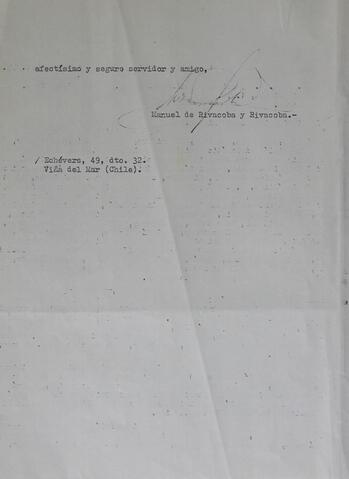 afectísimo y seguro servidor y amigo,
Manuel de Rivacoba y Rivacoba.-
/ Echévers, 49, dto. 32.
Viña del Mar (Chile).